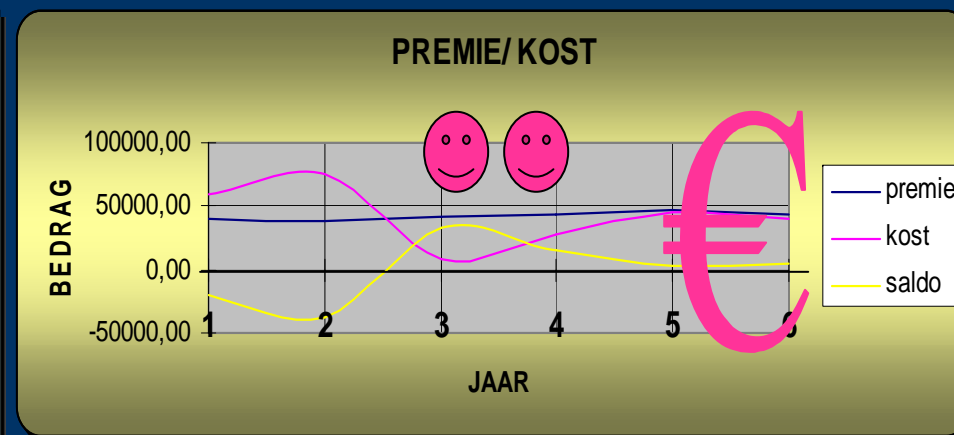 PREMIE/ KOST
BEDRAG
100000,00
50000,00
0,00
-50000,00
1 2 3 4 5 6
JAAR
premie
kost
saldo
€